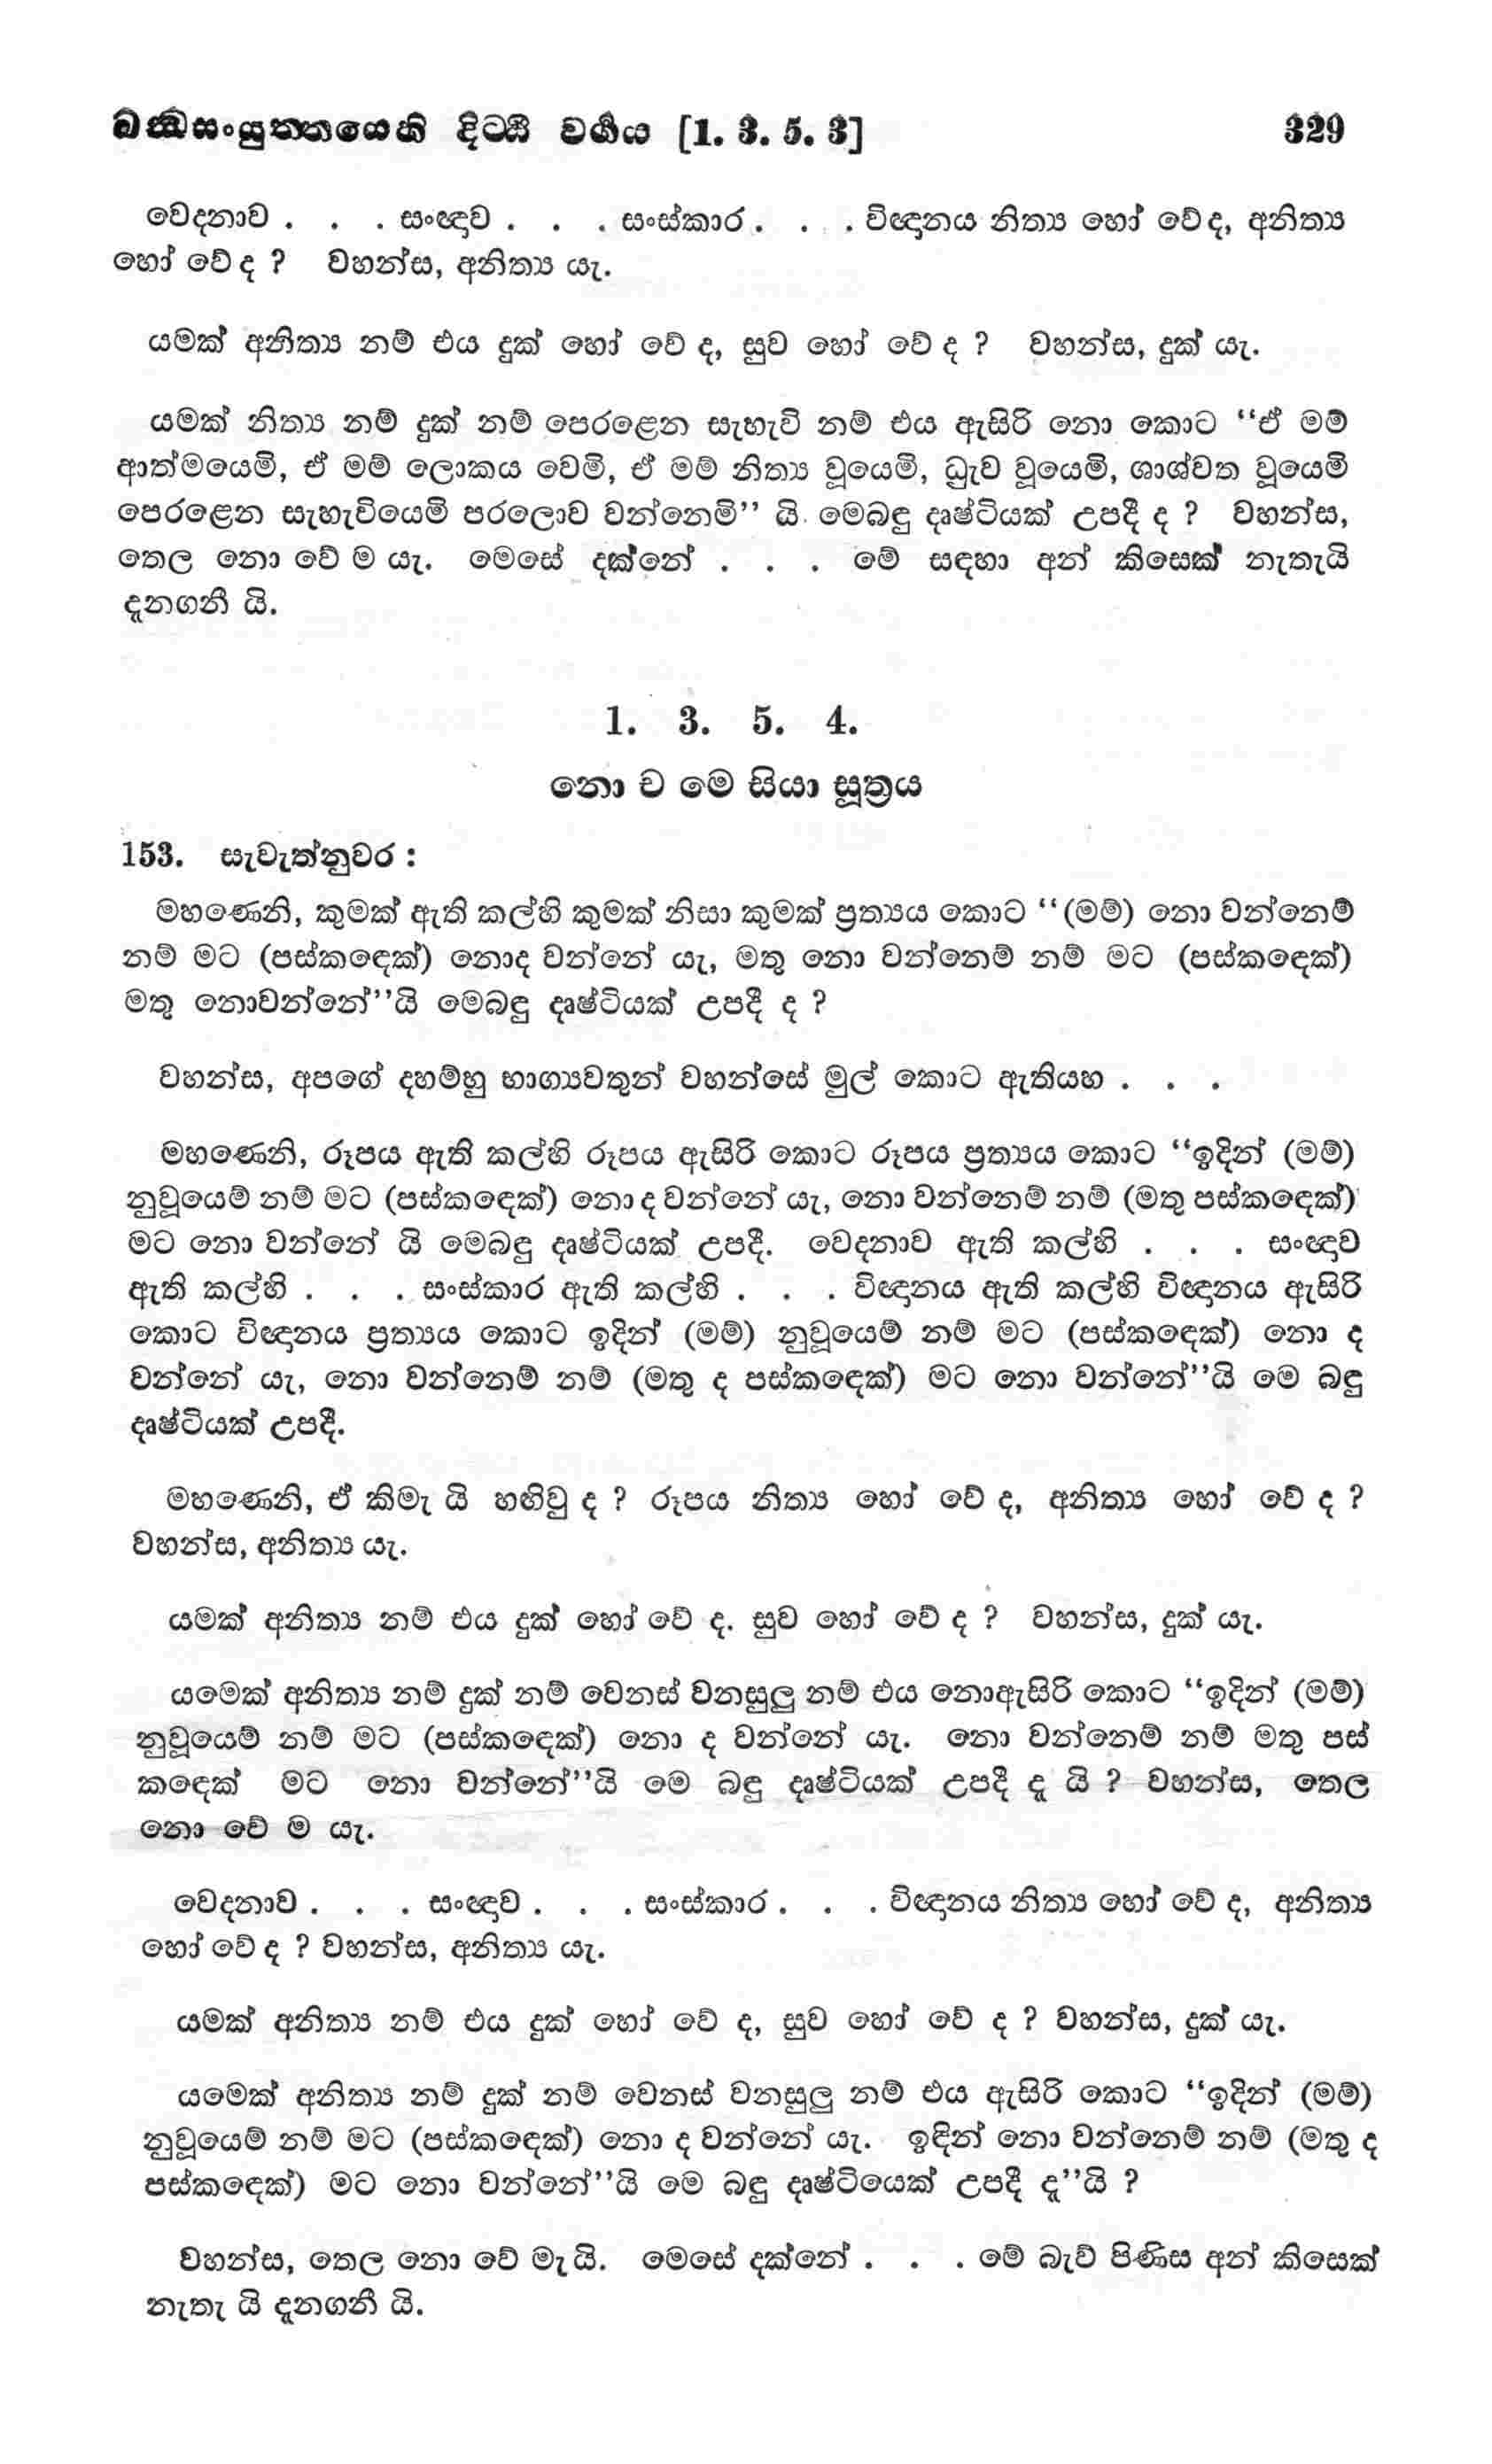 ඛන්ධසංයුත්තයෙහි දිට්ඨි වර්ගය [1. 3. 5. 3] 329
වෙදනාව . . . සංඥාව . . . සංස්කාර . . . විඥානය නිත්‍ය හෝ වේ ද, අනිත්‍ය
හෝ වේ ද ? වහන්ස, අනිත්‍ය යැ.
යමක් අනිත්‍ය නම් එය දුක් හෝ වේ ද, සුව හෝ වේ ද ? වහන්ස, දුක් යැ.
යමක් නිත්‍ය නම් දුක් නම් පෙරළෙන සැහැවි නම් එය ඇසිරි නො කොට “ඒ මම්
ආත්මයෙමි, ඒ මම් ලොකය වෙමි, ඒ මම් නිත්‍ය වූයෙමි, ධ්‍රැව වූයෙමි, ශාශ්වත වූයෙමි
පෙරළෙන සැහැවියෙමි පරලොව වන්නෙමි” යි මෙබඳු දෘෂ්ටියක් උපදී ද ? වහන්ස,
තෙල නො වේ ම යැ. මෙසේ දක්නේ . . . මේ සඳහා අන් කිසෙක් නැතැයි
දැනගනී යි.
1. 3. 5. 4.
නො ච මෙ සියා සූත්‍රය
153. සැවැත්නුවර :
මහණෙනි, කුමක් ඇති කල්හි කුමක් නිසා කුමක් ප්‍රත්‍යය කොට “(මම්) නො වන්නෙම්
නම් මට (පස්කඳෙක්) නොද වන්නේ යැ, මතු නො වන්නෙම් නම් මට (පස්කඳෙක්)
මතු නොවන්නේ”යි මෙබඳු දෘෂ්ටියක් උපදී ද ?
වහන්ස, අපගේ දහම්හු භාග්‍යවතුන් වහන්සේ මුල් කොට ඇතියහ . . .
මහණෙනි, රූපය ඇති කල්හි රූපය ඇසිරි කොට රූපය ප්‍රත්‍යය කොට “ඉදින් (මම්)
නුවූයෙම් නම් මට (පස්කඳෙක්) නො ද වන්නේ යැ, නො වන්නෙම් නම් (මතු පස්කඳෙක්)
මට නො වන්නේ යි මෙබඳු දෘෂ්ටියක් උපදී. වෙදනාව ඇති කල්හි . . . සංඥාව
ඇති කල්හි . . . සංස්කාර ඇති කල්හි . . . විඥානය ඇති කල්හි විඥානය ඇසිරි
කොට විඥානය ප්‍රත්‍යය කොට ඉදින් (මම්) නුවූයෙම් නම් මට (පස්කඳෙක්) නො ද
වන්නේ යැ, නො වන්නෙම් නම් (මතු ද පස්කඳෙක්) මට නො වන්නේ”යි මෙ බඳු
දෘෂ්ටියක් උපදී.
මහණෙනි, ඒ කිමැ යි හඟිවු ද ? රූපය නිත්‍ය හෝ වේ ද, අනිත්‍ය හෝ වේ ද ?
වහන්ස, අනිත්‍ය යැ.
යමක් අනිත්‍ය නම් එය දුක් හෝ වේ ද. සුව හෝ වේ ද ? වහන්ස, දුක් යැ.
යමෙක් අනිත්‍ය නම් දුක් නම් වෙනස් වනසුලු නම් එය නොඇසිරි කොට “ඉදින් (මම්)
නුවූයෙම් නම් මට (පස්කඳෙක්) නො ද වන්නේ යැ. නො වන්නෙම් නම් මතු පස්
කඳෙක් මට නො වන්නේ”යි මෙ බඳු දෘෂ්ටියක් උපදී දැ යි ? වහන්ස, තෙල
නො වේ ම යැ.
වෙදනාව . . . සංඥාව . . . සංස්කාර . . . විඥානය නිත්‍ය හෝ වේ ද, අනිත්‍ය
හෝ වේ ද ? වහන්ස, අනිත්‍ය යැ.
යමක් අනිත්‍ය නම් එය දුක් හෝ වේ ද, සුව හෝ වේ ද ? වහන්ස, දුක් යැ.
යමෙක් අනිත්‍ය නම් දුක් නම් වෙනස් වනසුලු නම් එය ඇසිරි කොට “ඉදින් (මම්)
නුවූයෙම් නම් මට (පස්කඳෙක්) නො ද වන්නේ යැ. ඉඳින් නො වන්නෙම් නම් (මතු ද
පස්කඳෙක්) මට නො වන්නේ”යි මෙ බඳු දෘෂ්ටියෙක් උපදී දැ”යි ?
වහන්ස, තෙල නො වේ මැ යි. මෙසේ දක්නේ . . . මේ බැව් පිණිස අන් කිසෙක්
නැතැ යි දැනගනී යි.